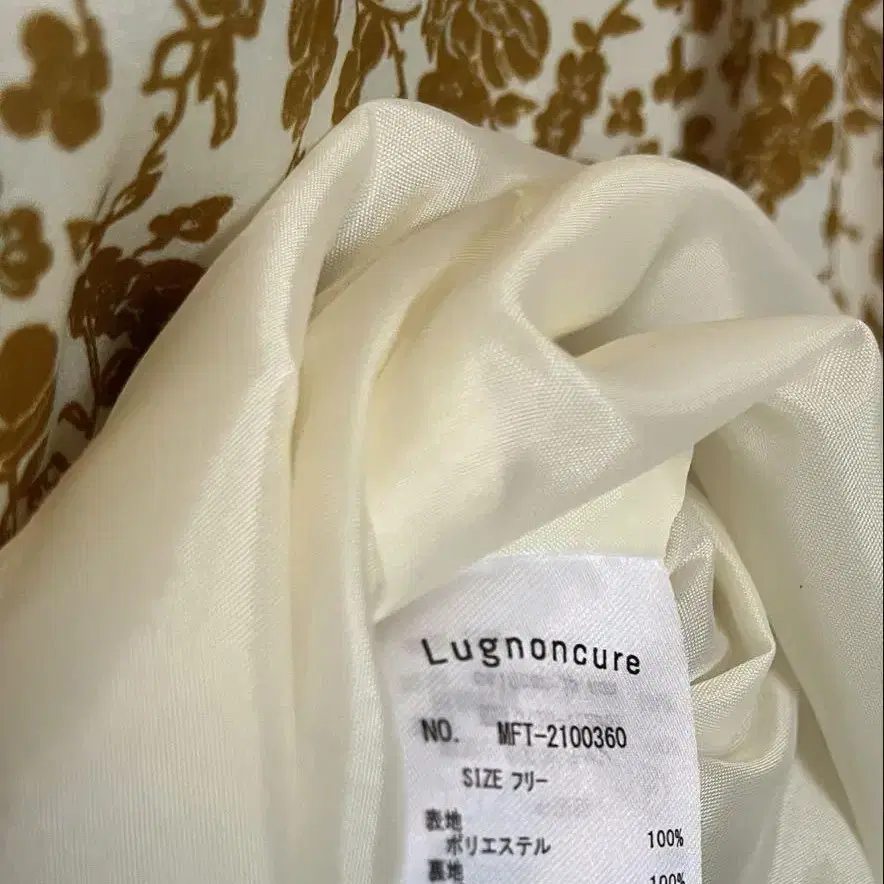 Lugnoncure
NO. MFT-2100360
SIZE フリー
表地
ポリエステル 100%
裏地
100%